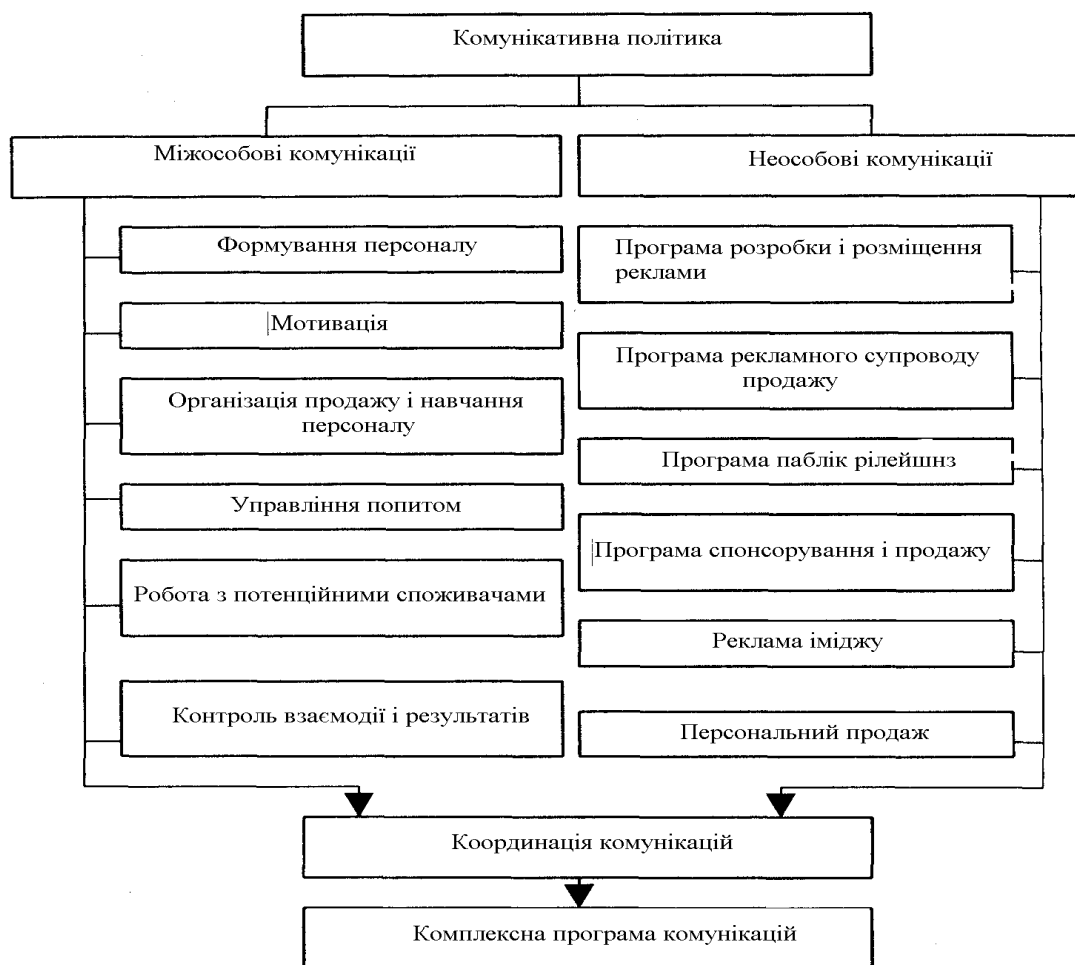 Комунікативна політика
Міжособові комунікації
Неособові комунікації
Формування персоналу
Мотивація
Організація продажу і навчання
персоналу
Управління попитом
Робота з потенційними споживачами
Контроль взаємодії і результатів
Програма розробки і розміщення
реклами
Програма рекламного супроводу
продажу
Програма паблік рілейшнз
Програма спонсорування і продажу
Реклама іміджу
Персональний продаж
Координація комунікацій
Комплексна програма комунікацій